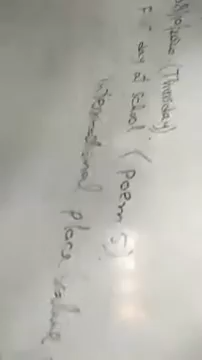 (Thursday)
F - day at school ( poem 5)
international place value